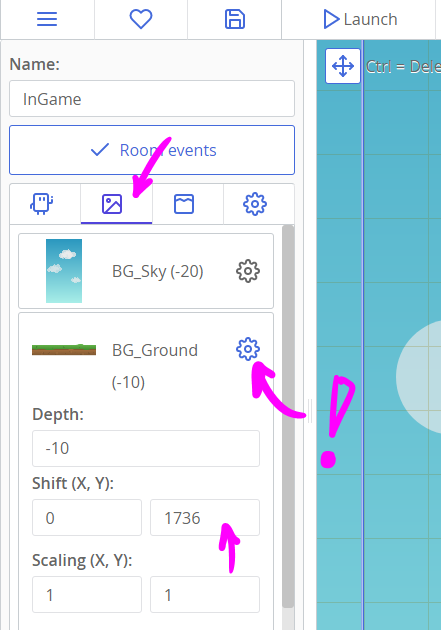 Launch
Name:
Ctrl = Dele
InGame
Room events
BG_Sky (-20)
BG_Ground
(-10)
!
Depth:
-10
Shift (X, Y):
0 1736
Scaling (X, Y):
1 1